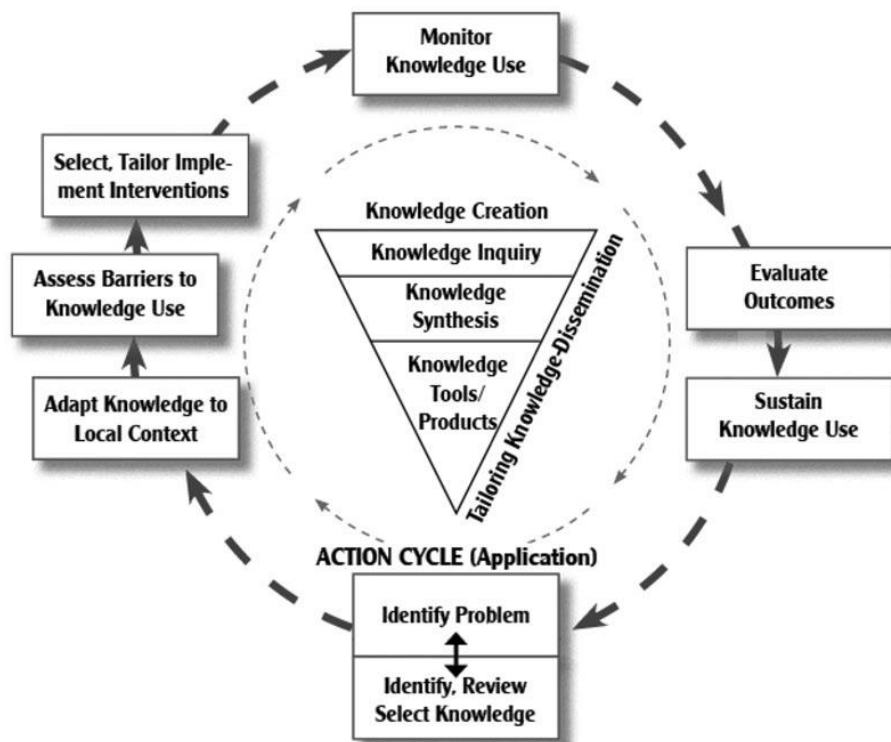 Monitor
Knowledge Use
Select, Tailor Imple-
ment Interventions
Assess Barriers to
Knowledge Use
Adapt Knowledge to
Local Context
Knowledge Creation
Knowledge Inquiry
Knowledge
Synthesis
Knowledge
Tools/
Products
Tailoring Knowledge-Dissemination
Evaluate
Outcomes
Sustain
Knowledge Use
ACTION CYCLE (Application)
Identify Problem
Identify, Review
Select Knowledge